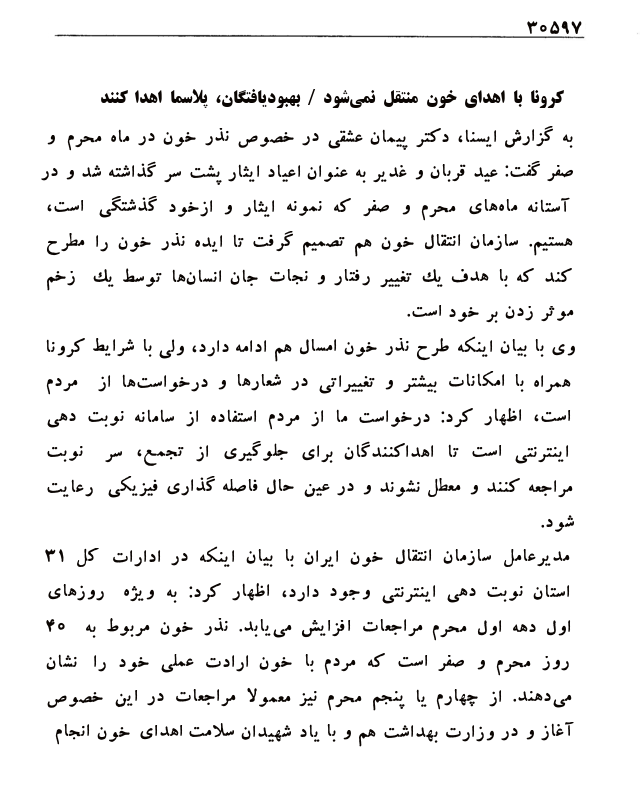 ۳۰۵۹۷
کرونا با اهدای خون منتقل نمی‌شود / بهبودیافتگان، پلاسما اهدا کنند
به گزارش ایسنا، دکتر پیمان عشقی در خصوص نذر خون در ماه محرم و
صفر گفت: عید قربان و غدیر به عنوان اعیاد ایثار پشت سر گذاشته شد و در
آستانه ماه‌های محرم و صفر که نمونه ایثار و ازخود گذشتگی است،
هستیم. سازمان انتقال خون هم تصمیم گرفت تا ایده نذر خون را مطرح
کند که با هدف یك تغییر رفتار و نجات جان انسان‌ها توسط یك زخم
موثر زدن بر خود است.
وی با بیان اینکه طرح نذر خون امسال هم ادامه دارد، ولی با شرایط کرونا
همراه با امکانات بیشتر و تغییراتی در شعارها و درخواست‌ها از مردم
است، اظهار کرد: درخواست ما از مردم استفاده از سامانه نوبت دهی
اینترنتی است تا اهداکنندگان برای جلوگیری از تجمع، سر نوبت
مراجعه کنند و معطل نشوند و در عین حال فاصله گذاری فیزیکی رعایت
شود.
مدیرعامل سازمان انتقال خون ایران با بیان اینکه در ادارات کل ۳۱
استان نوبت دهی اینترنتی وجود دارد، اظهار کرد: به ویژه روزهای
اول دهه اول محرم مراجعات افزایش می‌یابد. نذر خون مربوط به ۴۰
روز محرم و صفر است که مردم با خون ارادت عملی خود را نشان
می‌دهند. از چهارم یا پنجم محرم نیز معمولا مراجعات در این خصوص
آغاز و در وزارت بهداشت هم و با یاد شهیدان سلامت اهدای خون انجام